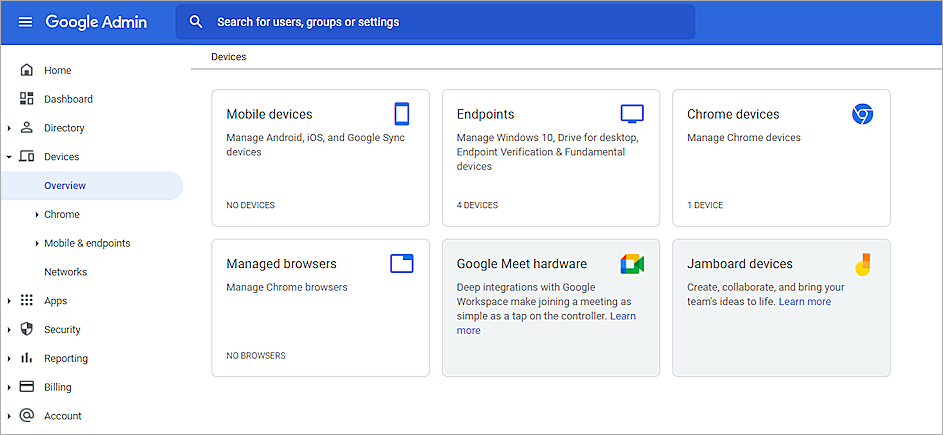 Google Admin
Search for users, groups or settings
Home
Dashboard
Directory
Devices
Overview
Chrome
Mobile & endpoints
Networks
Apps
Security
Reporting
Billing
Account
Devices
Mobile devices
Manage Android, iOS, and Google Sync
devices
NO DEVICES
Endpoints
Manage Windows 10, Drive for desktop,
Endpoint Verification & Fundamental
devices
4 DEVICES
Chrome devices
Manage Chrome devices
1 DEVICE
Managed browsers
Manage Chrome browsers
NO BROWSERS
Google Meet hardware
Deep integrations with Google
Workspace make joining a meeting as
simple as a tap on the controller. Learn
more
Jamboard devices
Create, collaborate, and bring your
team's ideas to life. Learn more